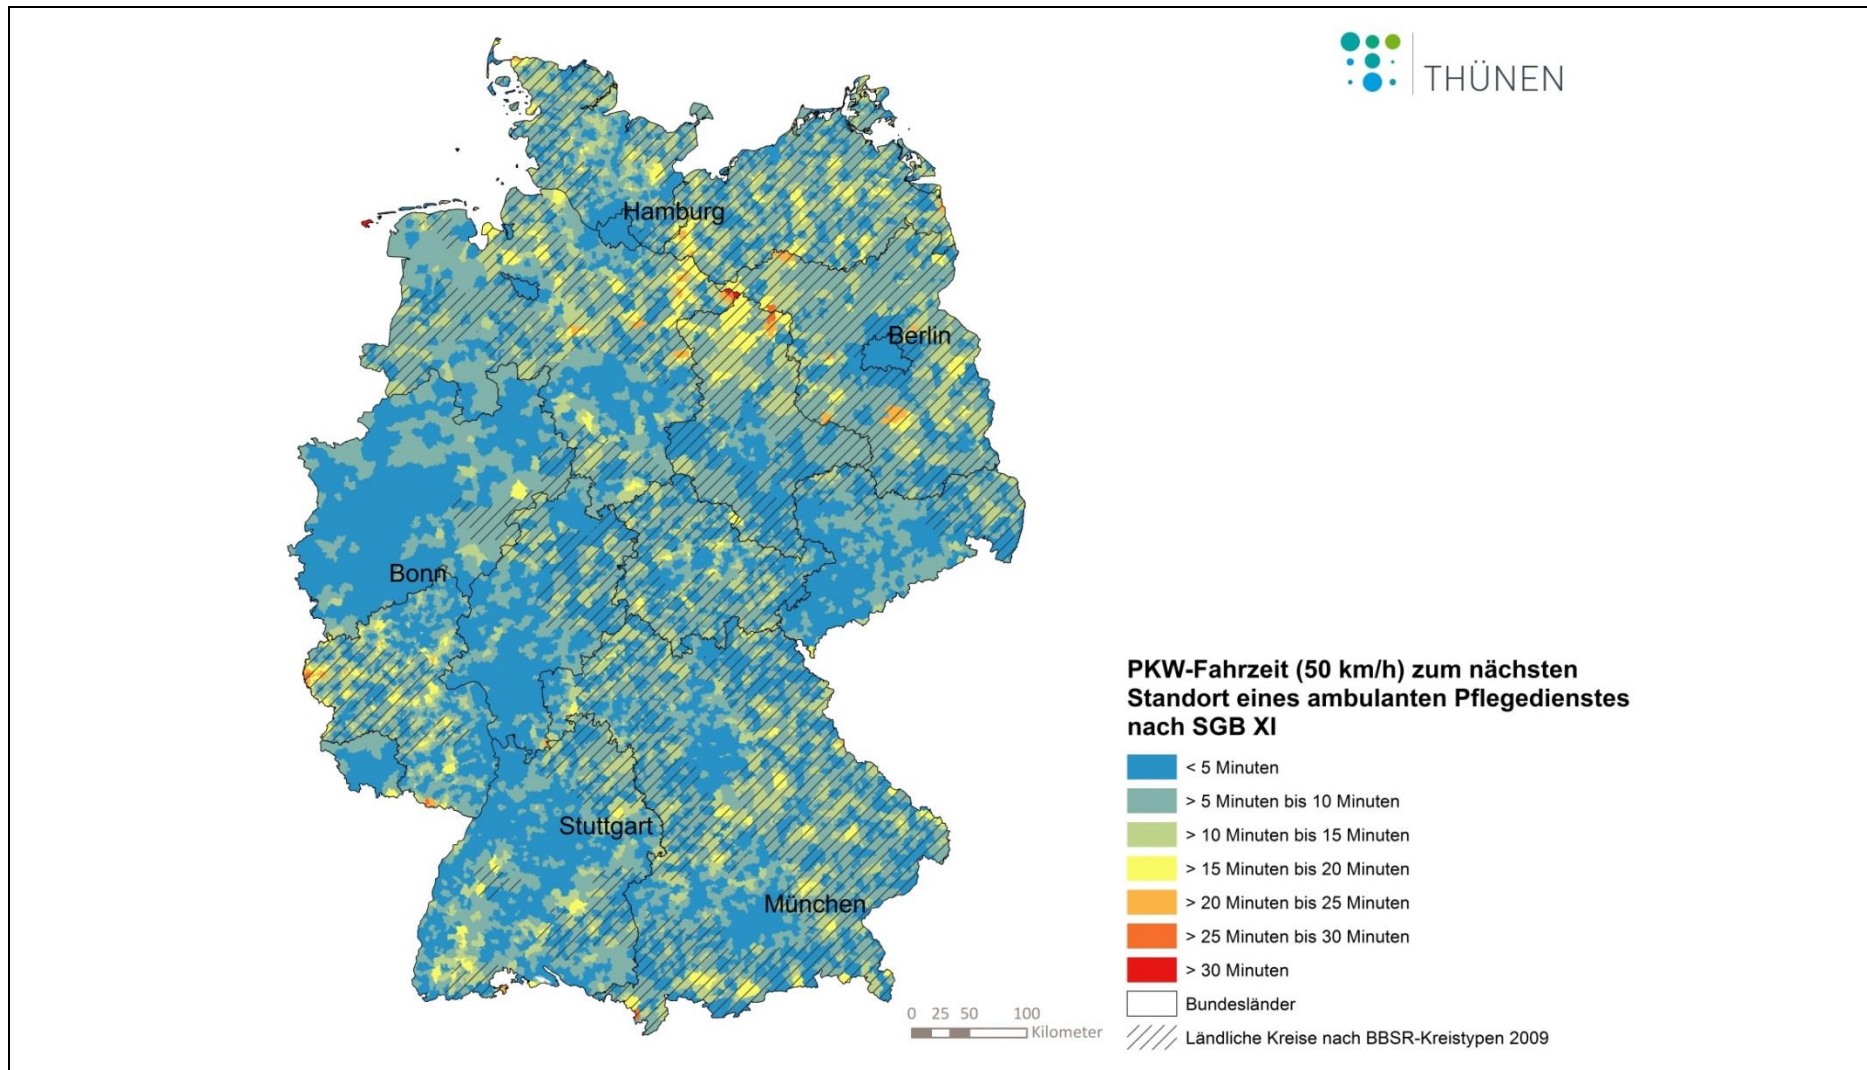 THÜNEN
Hamburg
Berlin
Bonn
Stuttgart
München
PKW-Fahrzeit (50 km/h) zum nächsten
Standort eines ambulanten Pflegedienstes
nach SGB XI
< 5 Minuten
> 5 Minuten bis 10 Minuten
> 10 Minuten bis 15 Minuten
> 15 Minuten bis 20 Minuten
> 20 Minuten bis 25 Minuten
> 25 Minuten bis 30 Minuten
> 30 Minuten
Bundesländer
Ländliche Kreise nach BBSR-Kreistypen 2009
0 25 50 100
Kilometer